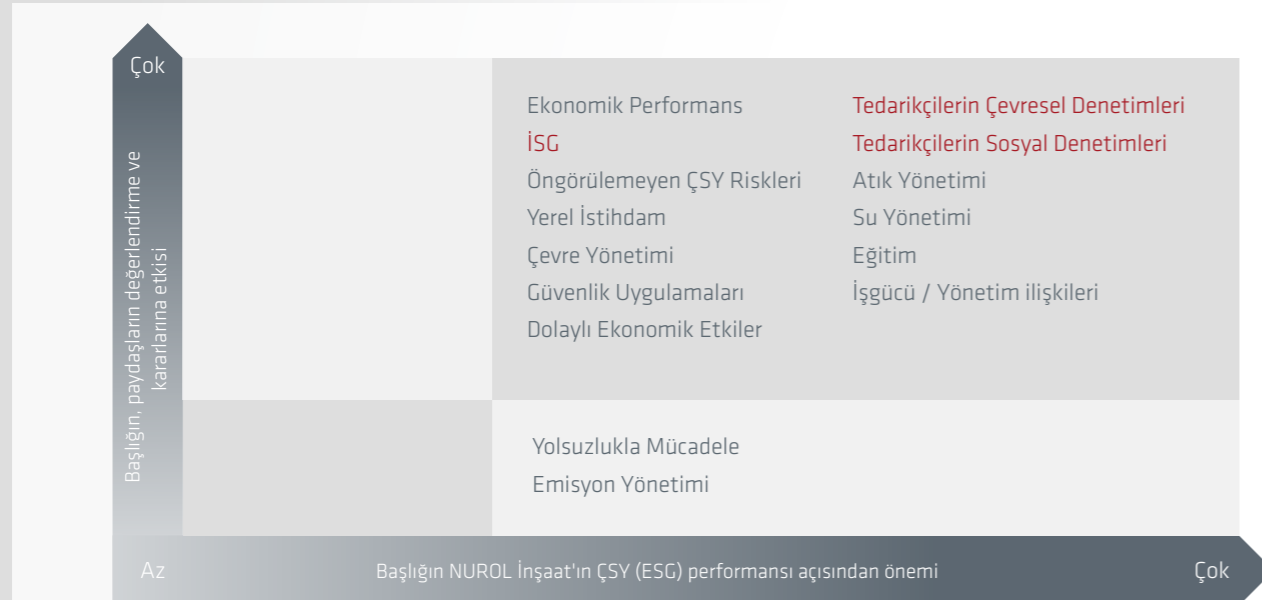 Çok
Başlığın, paydaşların değerlendirme ve
kararlarına etkisi
Ekonomik Performans
İSG
Öngörülemeyen ÇSY Riskleri
Yerel İstihdam
Çevre Yönetimi
Güvenlik Uygulamaları
Dolaylı Ekonomik Etkiler
Tedarikçilerin Çevresel Denetimleri
Tedarikçilerin Sosyal Denetimleri
Atık Yönetimi
Su Yönetimi
Eğitim
İşgücü / Yönetim ilişkileri
Yolsuzlukla Mücadele
Emisyon Yönetimi
Az
Başlığın NUROL İnşaat'ın ÇSY (ESG) performansı açısından önemi
Çok